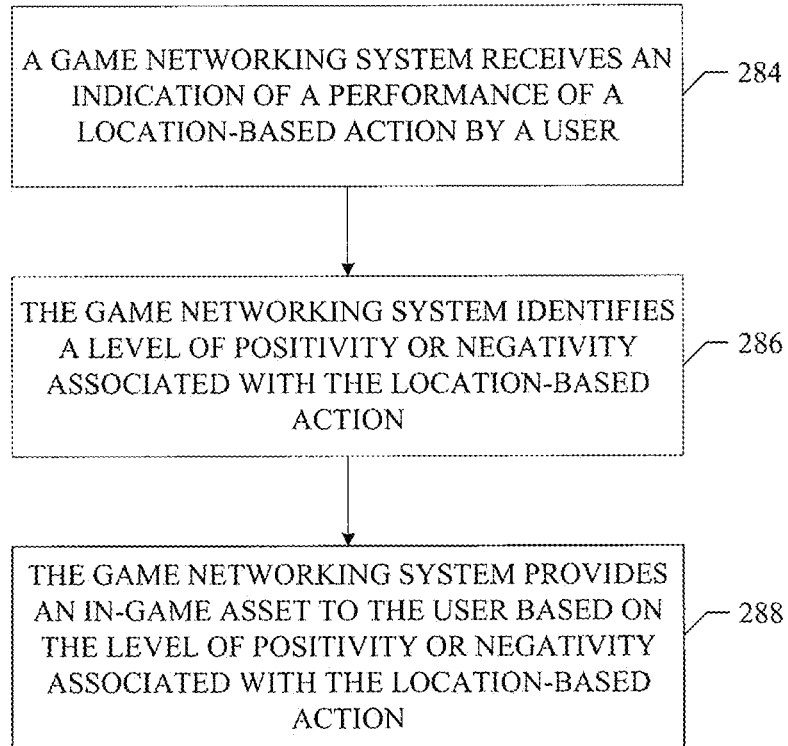 A GAME NETWORKING SYSTEM RECEIVES AN
INDICATION OF A PERFORMANCE OF A
LOCATION-BASED ACTION BY A USER
284
THE GAME NETWORKING SYSTEM IDENTIFIES
A LEVEL OF POSITIVITY OR NEGATIVITY
ASSOCIATED WITH THE LOCATION-BASED
ACTION
286
THE GAME NETWORKING SYSTEM PROVIDES
AN IN-GAME ASSET TO THE USER BASED ON
THE LEVEL OF POSITIVITY OR NEGATIVITY
ASSOCIATED WITH THE LOCATION-BASED
ACTION
288